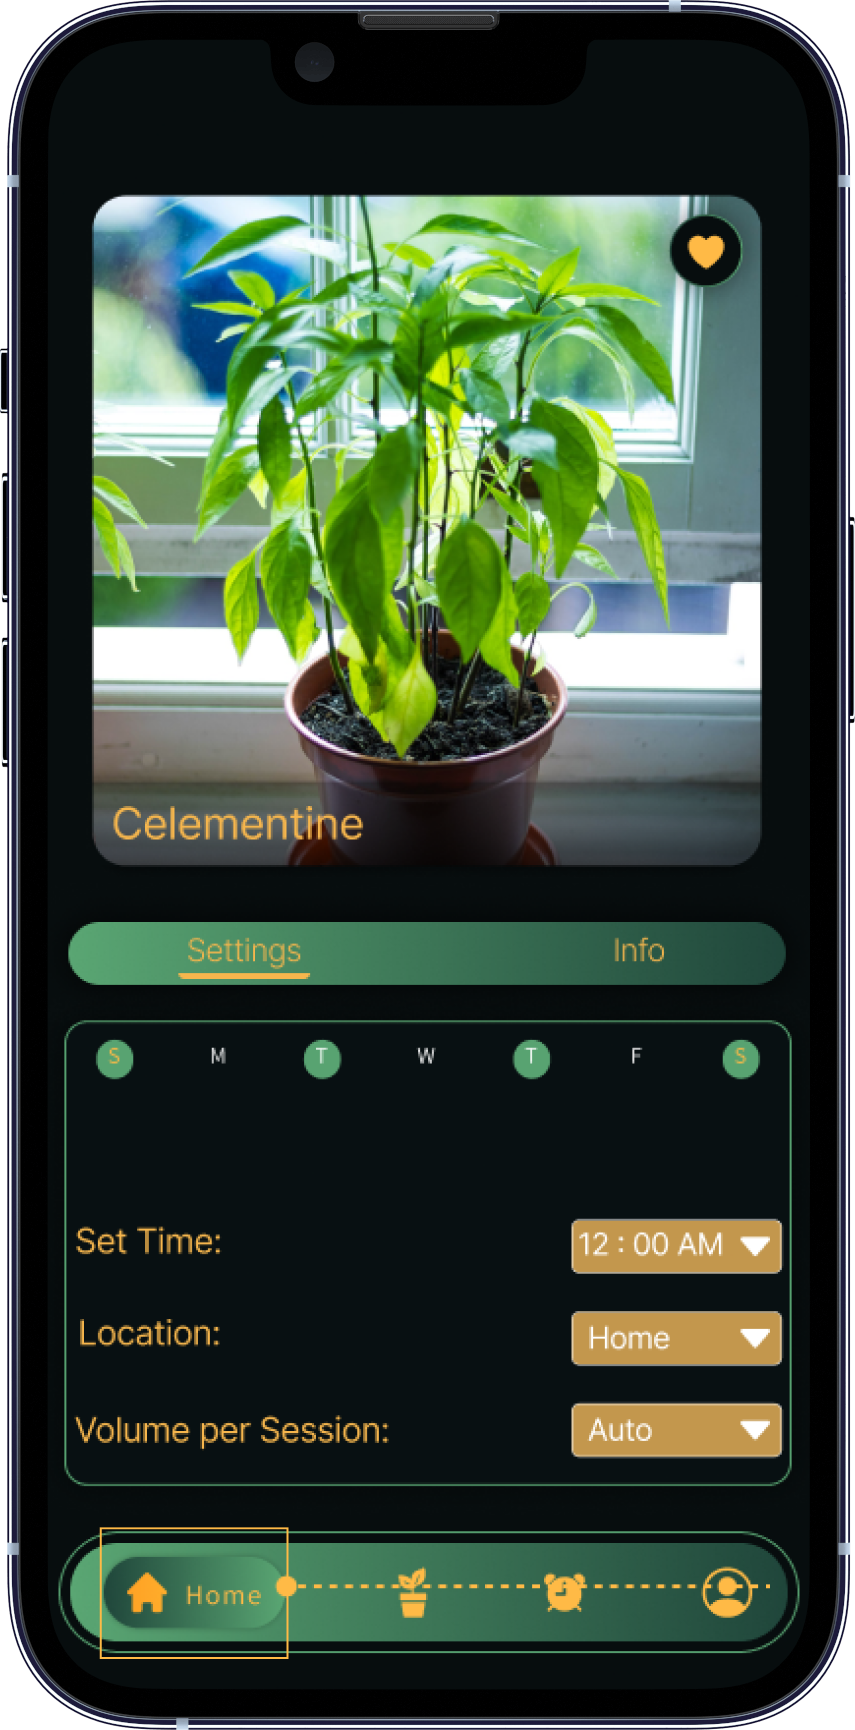 Celementine
Settings Info
S M T W T F S
Set Time: 12 : 00 AM
Location: Home
Volume per Session: Auto
Home